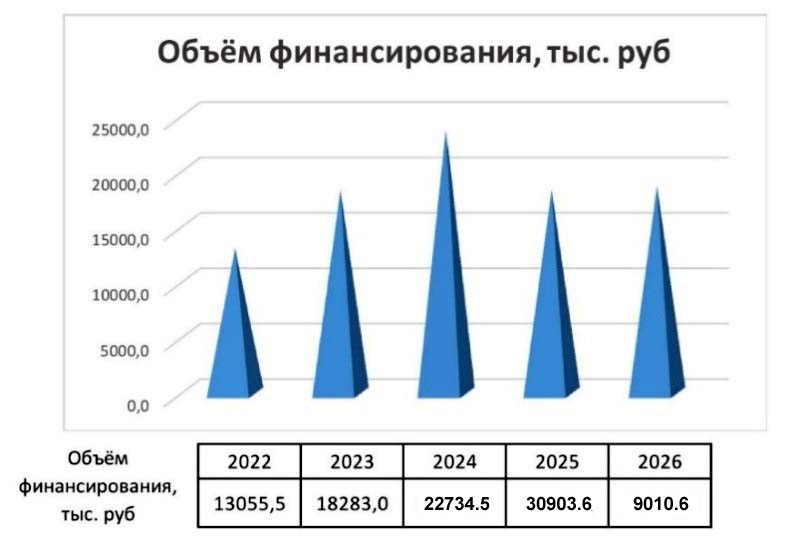 Объём финансирования, тыс. руб
25000,0
20000,0
15000,0
10000,0
5000,0
0,0
Объём
финансирования,
тыс. руб
2022 2023 2024 2025 2026
13055,5 18283,0 22734.5 30903.6 9010.6